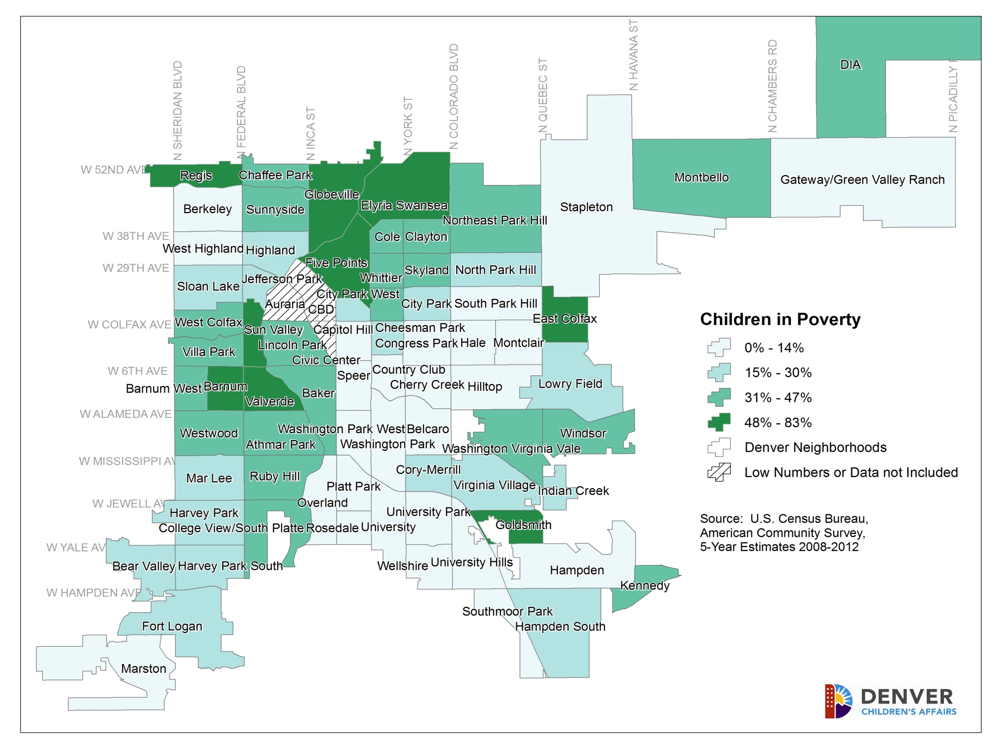 N SHERIDAN BLVD
N FEDERAL BLVD
N INCA ST
N YORK ST
N COLORADO BLVD
N QUEBEC ST
N HAVANA ST
N CHAMBERS RD
N PICADILLY
DIA
W 52ND AVE
Regis
Chaffee Park
Globeville
Elyria Swansea
Berkeley
Sunnyside
Northeast Park Hill
Stapleton
Montbello
Gateway/Green Valley Ranch
W 38TH AVE
Cole
Clayton
West Highland
Highland
W 29TH AVE
Five Points
Whittier
Skyland
North Park Hill
Sloan Lake
Jefferson Park
City Park West
Auraria
CBD
City Park
South Park Hill
East Colfax
W COLFAX AVE
West Colfax
Sun Valley
Capitol Hill
Cheesman Park
Lincoln Park
Congress Park
Hale
Montclair
Villa Park
Civic Center
W 6TH AVE
Speer
Country Club
Cherry Creek
Hilltop
Lowry Field
Barnum West
Barnum
Baker
Valverde
W ALAMEDA AVE
Westwood
Washington Park West
Belcaro
Windsor
Athmar Park
Washington Park
Washington Virginia Vale
W MISSISSIPPI AV
Mar Lee
Ruby Hill
Cory-Merrill
Platt Park
Virginia Village
Indian Creek
W JEWELL AV
Overland
Harvey Park
University Park
College View/South Platte
Rosedale
University
Goldsmith
W YALE AV
Bear Valley
Harvey Park South
Wellshire
University Hills
Hampden
Kennedy
W HAMPDEN AVE
Southmoor Park
Fort Logan
Hampden South
Marston
Children in Poverty
0% - 14%
15% - 30%
31% - 47%
48% - 83%
Denver Neighborhoods
Low Numbers or Data not Included
Source:  U.S. Census Bureau,
American Community Survey,
5-Year Estimates 2008-2012
DENVER
CHILDREN'S AFFAIRS